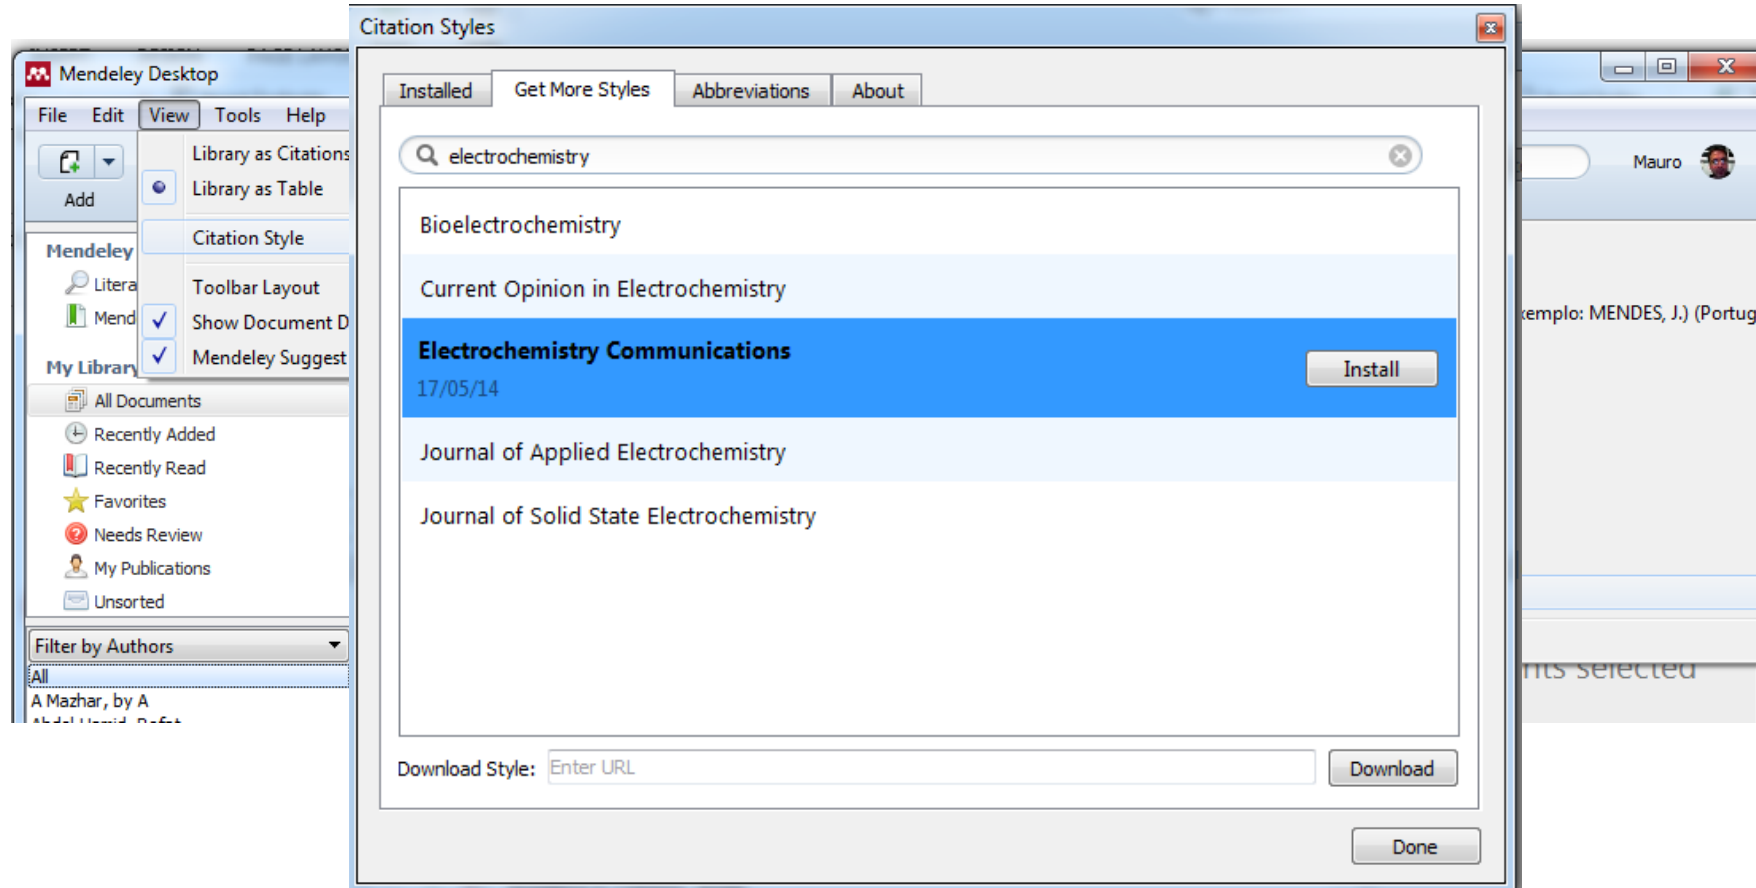 Citation Styles
Mendeley Desktop
File Edit View Tools Help
Library as Citations
Library as Table
Citation Style
Toolbar Layout
Show Document D
Mendeley Suggest
Add
Mendeley
Litera
Mend
My Library
All Documents
Recently Added
Recently Read
Favorites
Needs Review
My Publications
Unsorted
Filter by Authors
All
A Mazhar, by A
Installed Get More Styles Abbreviations About
electrochemistry
Bioelectrochemistry
Current Opinion in Electrochemistry
Electrochemistry Communications
17/05/14
Install
Journal of Applied Electrochemistry
Journal of Solid State Electrochemistry
Download Style: Enter URL Download
Done
Mauro
xemplo: MENDES, J.) (Portug
nts selected